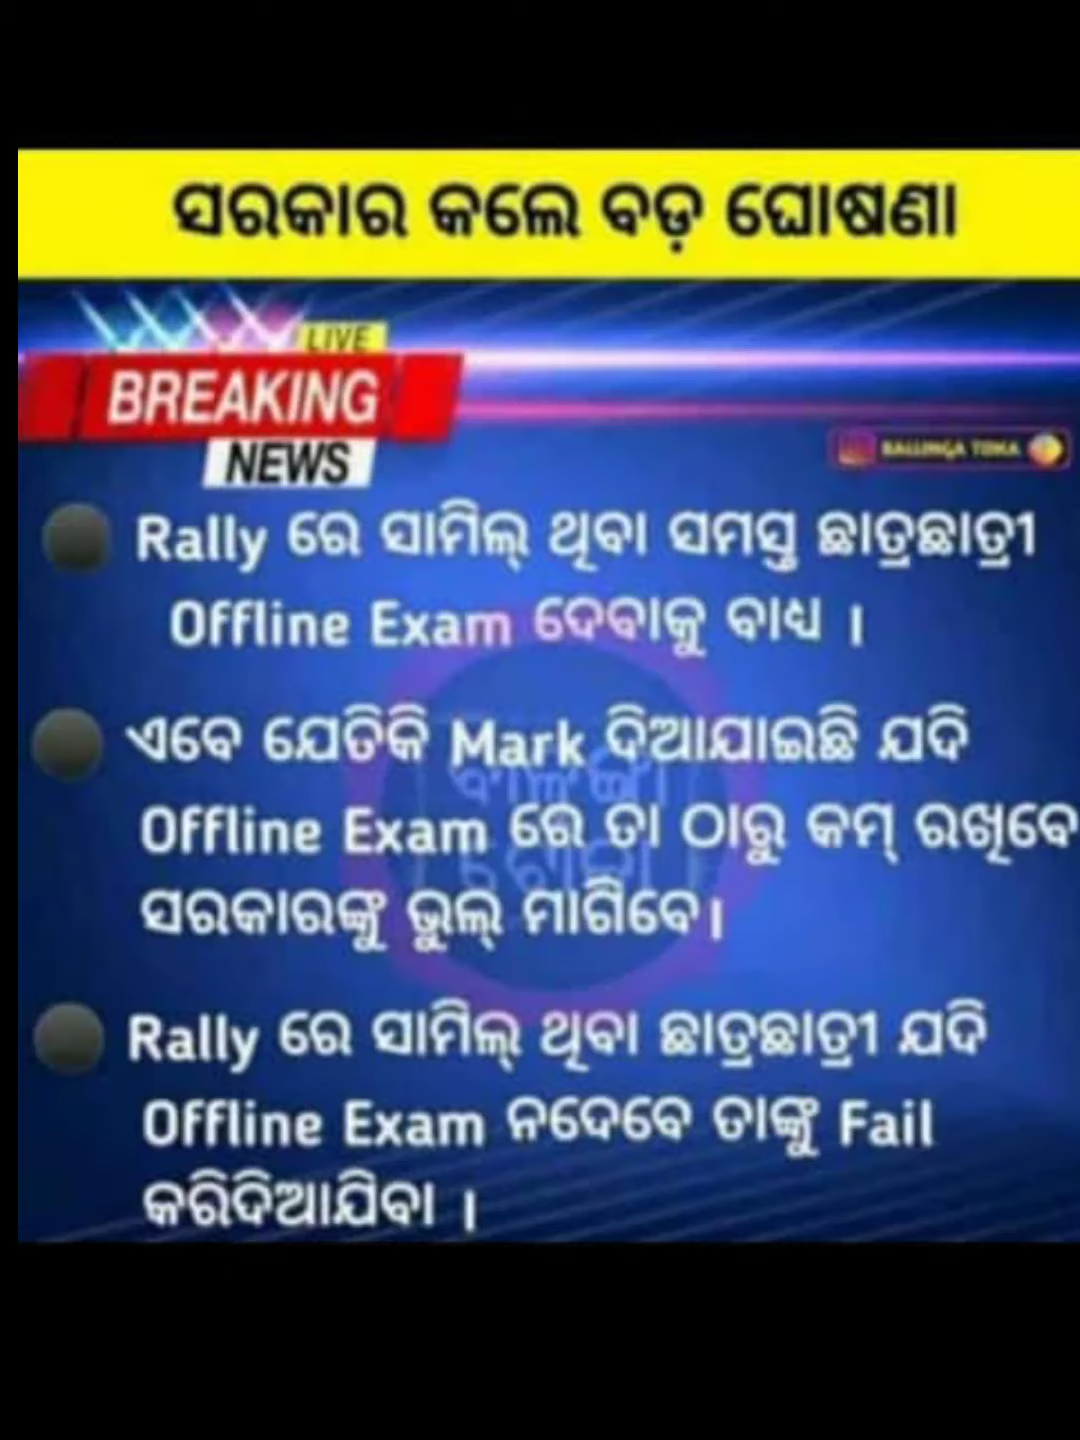 ସରକାର କଲେ ବଡ଼ ଘୋଷଣା
LIVE
BREAKING
NEWS
Rally ରେ ସାମିଲ୍ ଥିବା ସମସ୍ତ ଛାତ୍ରଛାତ୍ରୀ
Offline Exam ଦେବାକୁ ବାଧ୍ୟ ।
ଏବେ ଯେତିକି Mark ଦିଆଯାଇଛି ଯଦି
Offline Exam ରେ ତା ଠାରୁ କମ୍ ରଖିବେ
ସରକାରଙ୍କୁ ଭୁଲ୍ ମାଗିବେ।
Rally ରେ ସାମିଲ୍ ଥିବା ଛାତ୍ରଛାତ୍ରୀ ଯଦି
Offline Exam ନଦେବେ ତାଙ୍କୁ Fail
କରିଦିଆଯିବ।  ।